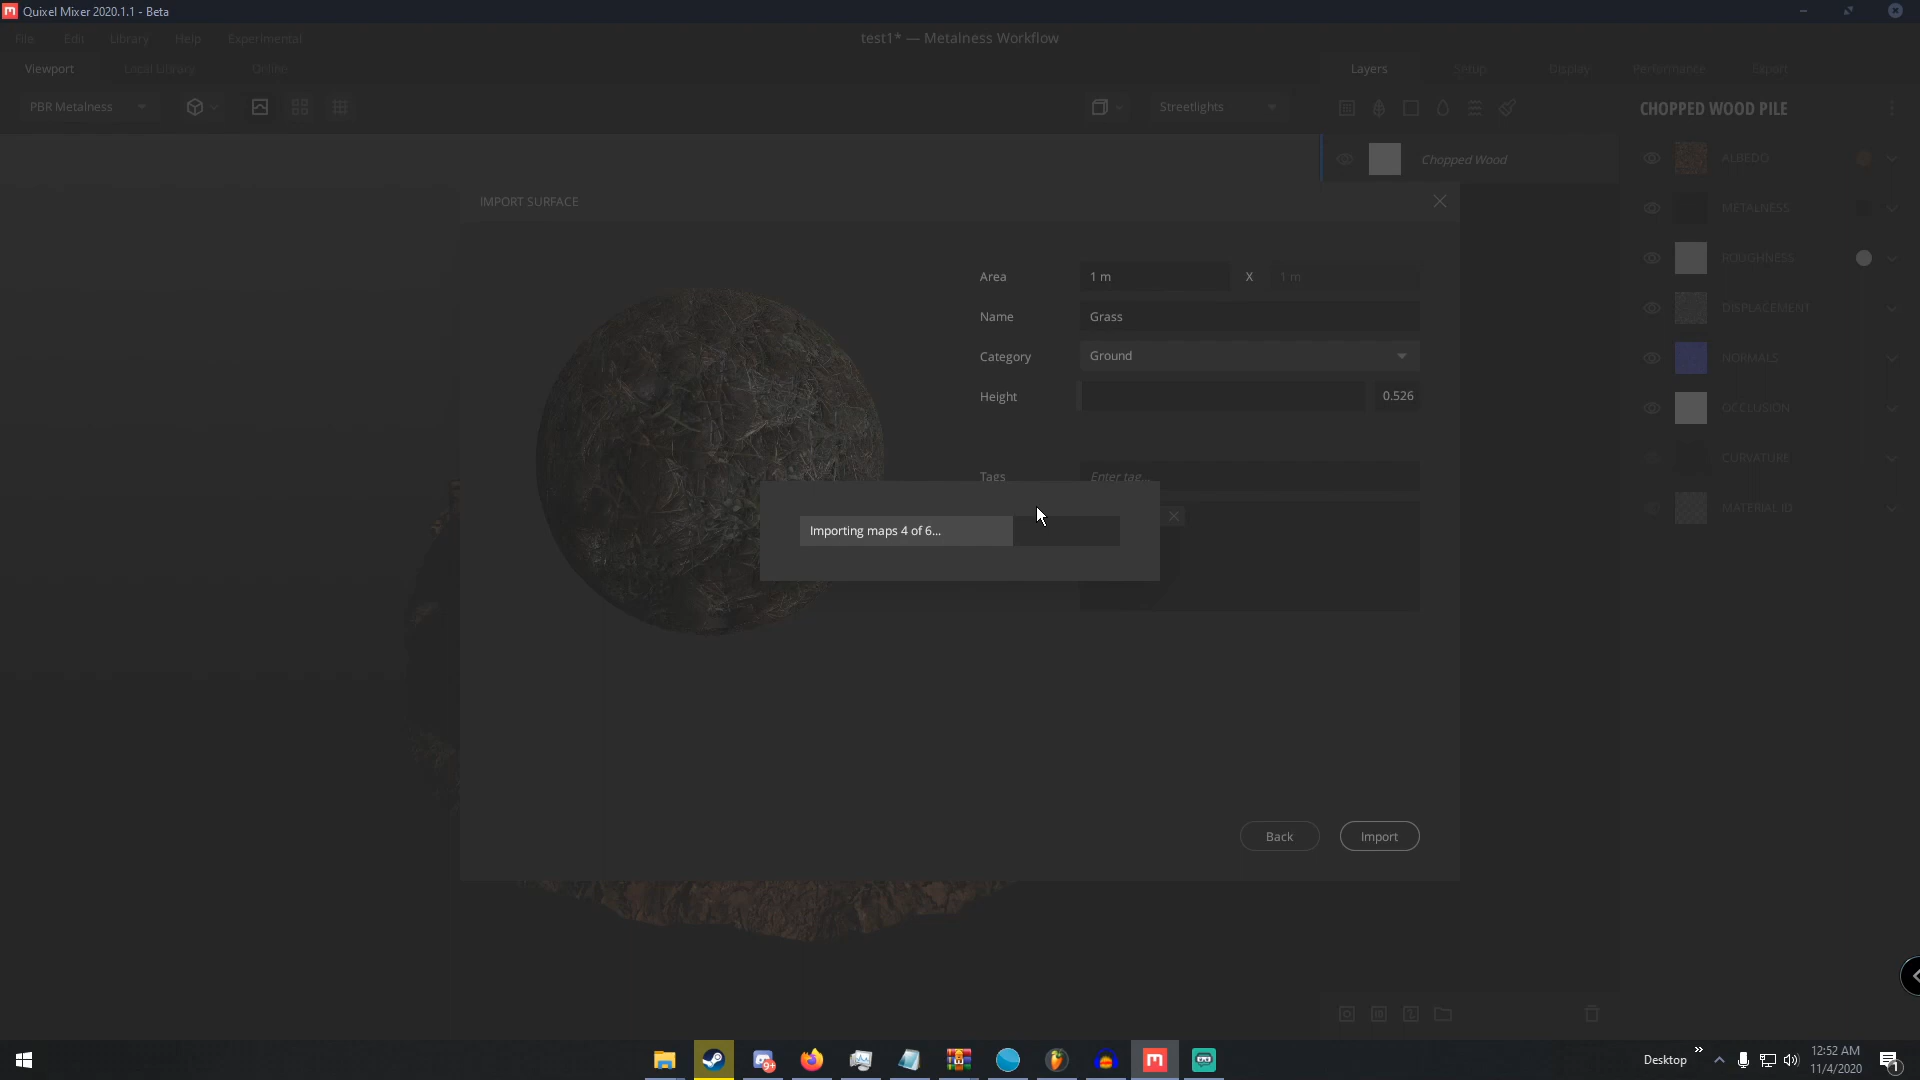 Quixel Mixer 2020.1.1 - Beta
File Edit Library Help Experimental
test1* — Metalness Workflow
Viewport Local Library Online
Layers Setup Display Performance Export
PBR Metalness
Streetlights
CHOPPED WOOD PILE
Chopped Wood
ALBEDO
METALNESS
ROUGHNESS
DISPLACEMENT
NORMALS
OCCLUSION
CURVATURE
MATERIAL ID
IMPORT SURFACE
Area 1 m X 1 m
Name Grass
Category Ground
Height 0.526
Tags Enter tag...
Importing maps 4 of 6...
Back Import
9+
Desktop
12:52 AM
11/4/2020
1